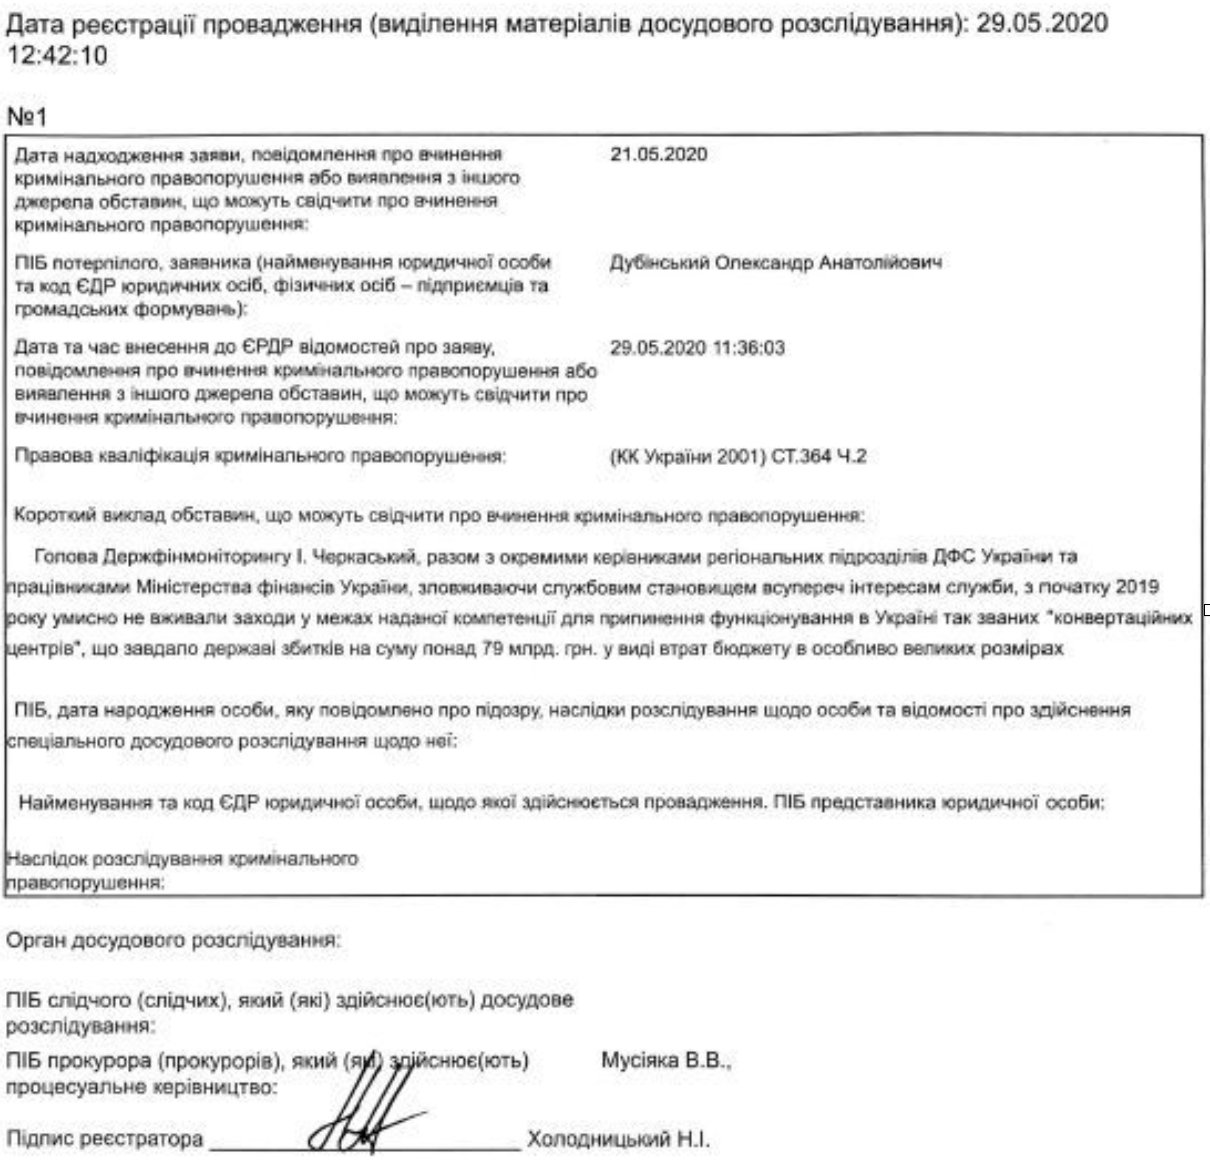 Дата реєстрації провадження (виділення матеріалів досудового розслідування): 29.05.2020
12:42:10
№1
Дата надходження заяви, повідомлення про вчинення
кримінального правопорушення або виявлення з іншого
джерела обставин, що можуть свідчити про вчинення
кримінального правопорушення:
21.05.2020
ПІБ потерпілого, заявника (найменування юридичної особи
та код ЄДР юридичних осіб, фізичних осіб – підприємців та
громадських формувань):
Дубінський Олександр Анатолійович
Дата та час внесення до ЄРДР відомостей про заяву,
повідомлення про вчинення кримінального правопорушення або
виявлення з іншого джерела обставин, що можуть свідчити про
вчинення кримінального правопорушення:
29.05.2020 11:36:03
Правова кваліфікація кримінального правопорушення:
(КК України 2001) СТ.364 Ч.2
Короткий виклад обставин, що можуть свідчити про вчинення кримінального правопорушення:
Голова Держфінмоніторингу І. Черкаський, разом з окремими керівниками регіональних підрозділів ДФС України та
працівниками Міністерства фінансів України, зловживаючи службовим становищем всупереч інтересам служби, з початку 2019
року умисно не вживали заходи у межах наданої компетенції для припинення функціонування в Україні так званих "конвертаційних
центрів", що завдало державі збитків на суму понад 79 млрд. грн. у виді втрат бюджету в особливо великих розмірах
ПІБ, дата народження особи, яку повідомлено про підозру, наслідки розслідування щодо особи та відомості про здійснення
спеціального досудового розслідування щодо неї:
Найменування та код ЄДР юридичної особи, щодо якої здійснюється провадження. ПІБ представника юридичної особи:
Наслідок розслідування кримінального
правопорушення:
Орган досудового розслідування:
ПІБ слідчого (слідчих), який (які) здійснює(ють) досудове
розслідування:
ПІБ прокурора (прокурорів), який (які) здійснює(ють)
процесуальне керівництво:
Мусіяка В.В.,
Підпис реєстратора
Холодницький Н.І.